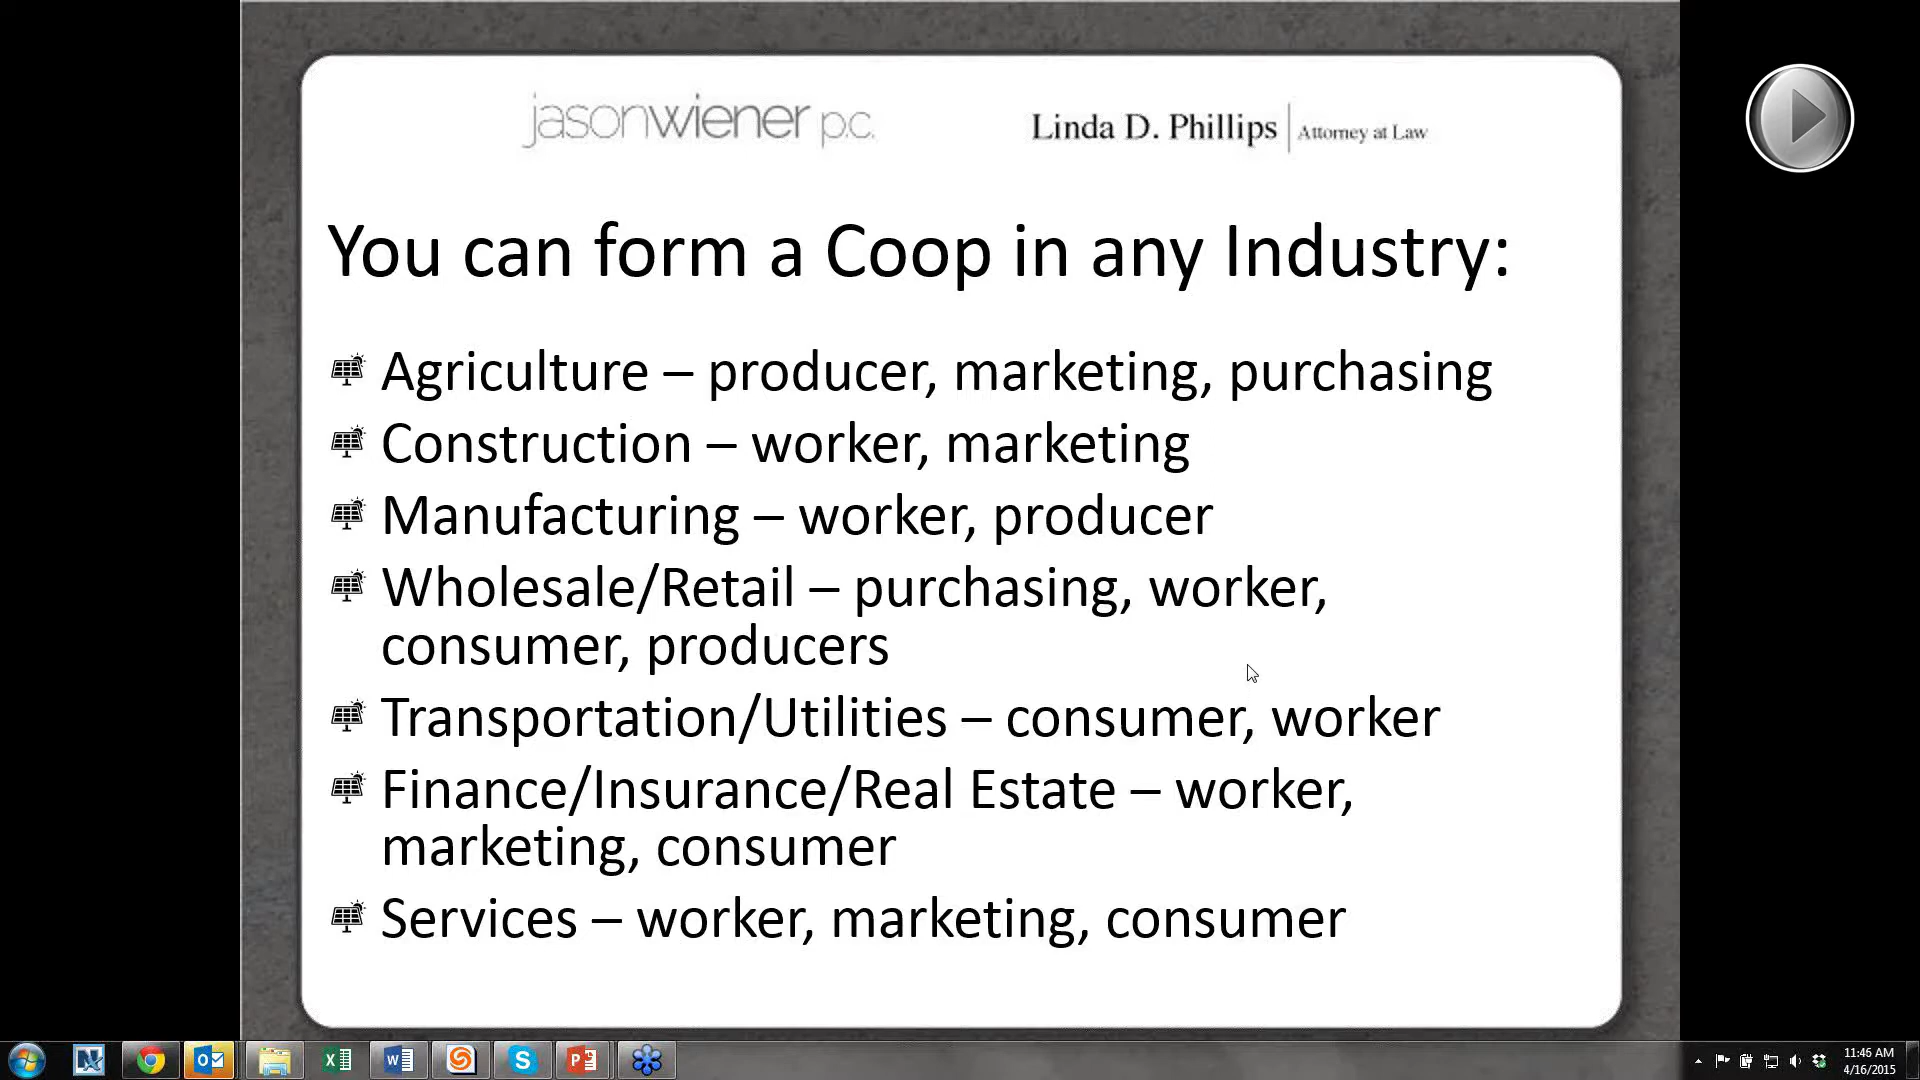 jasonwiener p.c.
Linda D. Phillips | Attorney at Law
You can form a Coop in any Industry:
Agriculture – producer, marketing, purchasing
Construction – worker, marketing
Manufacturing – worker, producer
Wholesale/Retail – purchasing, worker,
consumer, producers
Transportation/Utilities – consumer, worker
Finance/Insurance/Real Estate – worker,
marketing, consumer
Services – worker, marketing, consumer
11:46 AM
4/16/2015